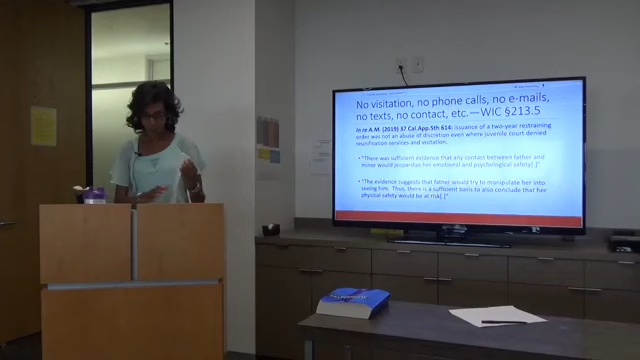 No visitation, no phone calls, no e-mails,
no texts, no contact, etc.—WIC §213.5
In re A.M. (2019) 37 Cal.App.5th 614: issuance of a two-year restraining
order was not an abuse of discretion even where juvenile court denied
reunification services and visitation.
◦ "There was sufficient evidence that any contact between father and
minor would jeopardize her emotional and psychological safety[.]"
◦ "The evidence suggests that father would try to manipulate her into
seeing him. Thus, there is a sufficient basis to also conclude that her
physical safety would be at risk[.]"